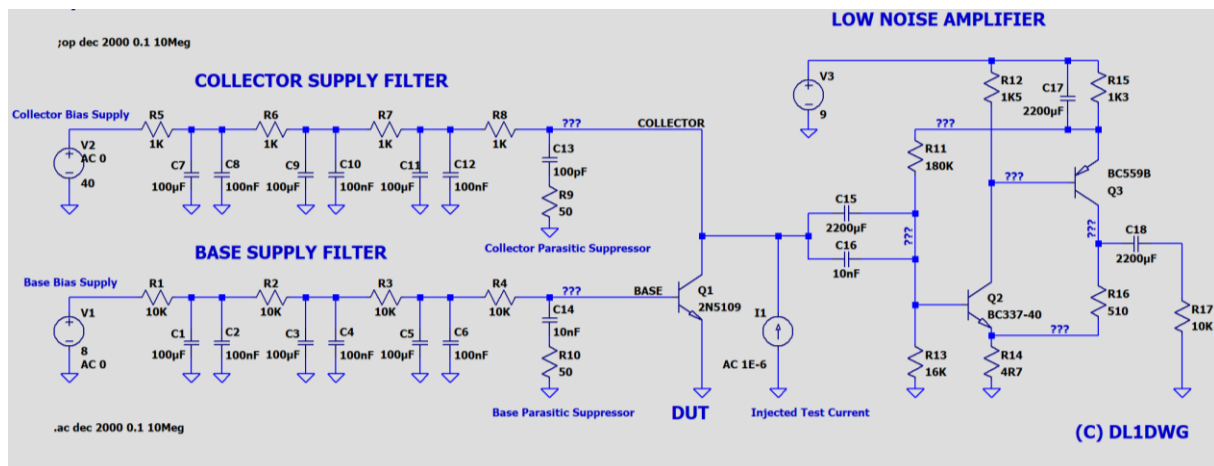 LOW NOISE AMPLIFIER
;op dec 2000 0.1 10Meg
COLLECTOR SUPPLY FILTER
Collector Bias Supply
V2
AC 0
40
R5
1K
R6
1K
R7
1K
R8
1K
???
COLLECTOR
C7
100µF
C8
100nF
C9
100µF
C10
100nF
C11
100µF
C12
100nF
C13
100pF
R9
50
Collector Parasitic Suppressor
BASE SUPPLY FILTER
Base Bias Supply
V1
8
AC 0
R1
10K
R2
10K
R3
10K
R4
10K
???
BASE
C1
100µF
C2
100nF
C3
100µF
C4
100nF
C5
100µF
C6
100nF
C14
10nF
R10
50
Base Parasitic Suppressor
Q1
2N5109
DUT
I1
AC 1E-6
Injected Test Current
V3
9
R12
1K5
C17
2200µF
R15
1K3
???
R11
180K
C15
2200µF
C16
10nF
???
???
BC559B
Q3
???
C18
2200µF
Q2
BC337-40
???
R16
510
R17
10K
R13
16K
R14
4R7
.ac dec 2000 0.1 10Meg
(C) DL1DWG